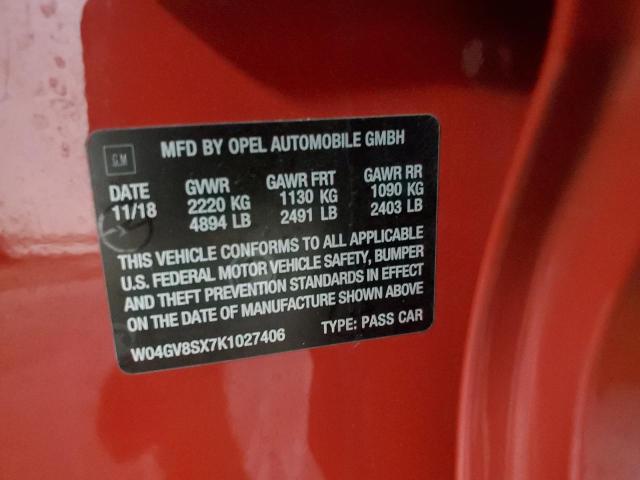 GM
MFD BY OPEL AUTOMOBILE GMBH
DATE GVWR GAWR FRT GAWR RR
11/18 2220 KG 1130 KG 1090 KG
4894 LB 2491 LB 2403 LB
THIS VEHICLE CONFORMS TO ALL APPLICABLE
U.S. FEDERAL MOTOR VEHICLE SAFETY, BUMPER
AND THEFT PREVENTION STANDARDS IN EFFECT
ON THE DATE OF MANUFACTURE SHOWN ABOVE
W04GV8SX7K1027406 TYPE: PASS CAR